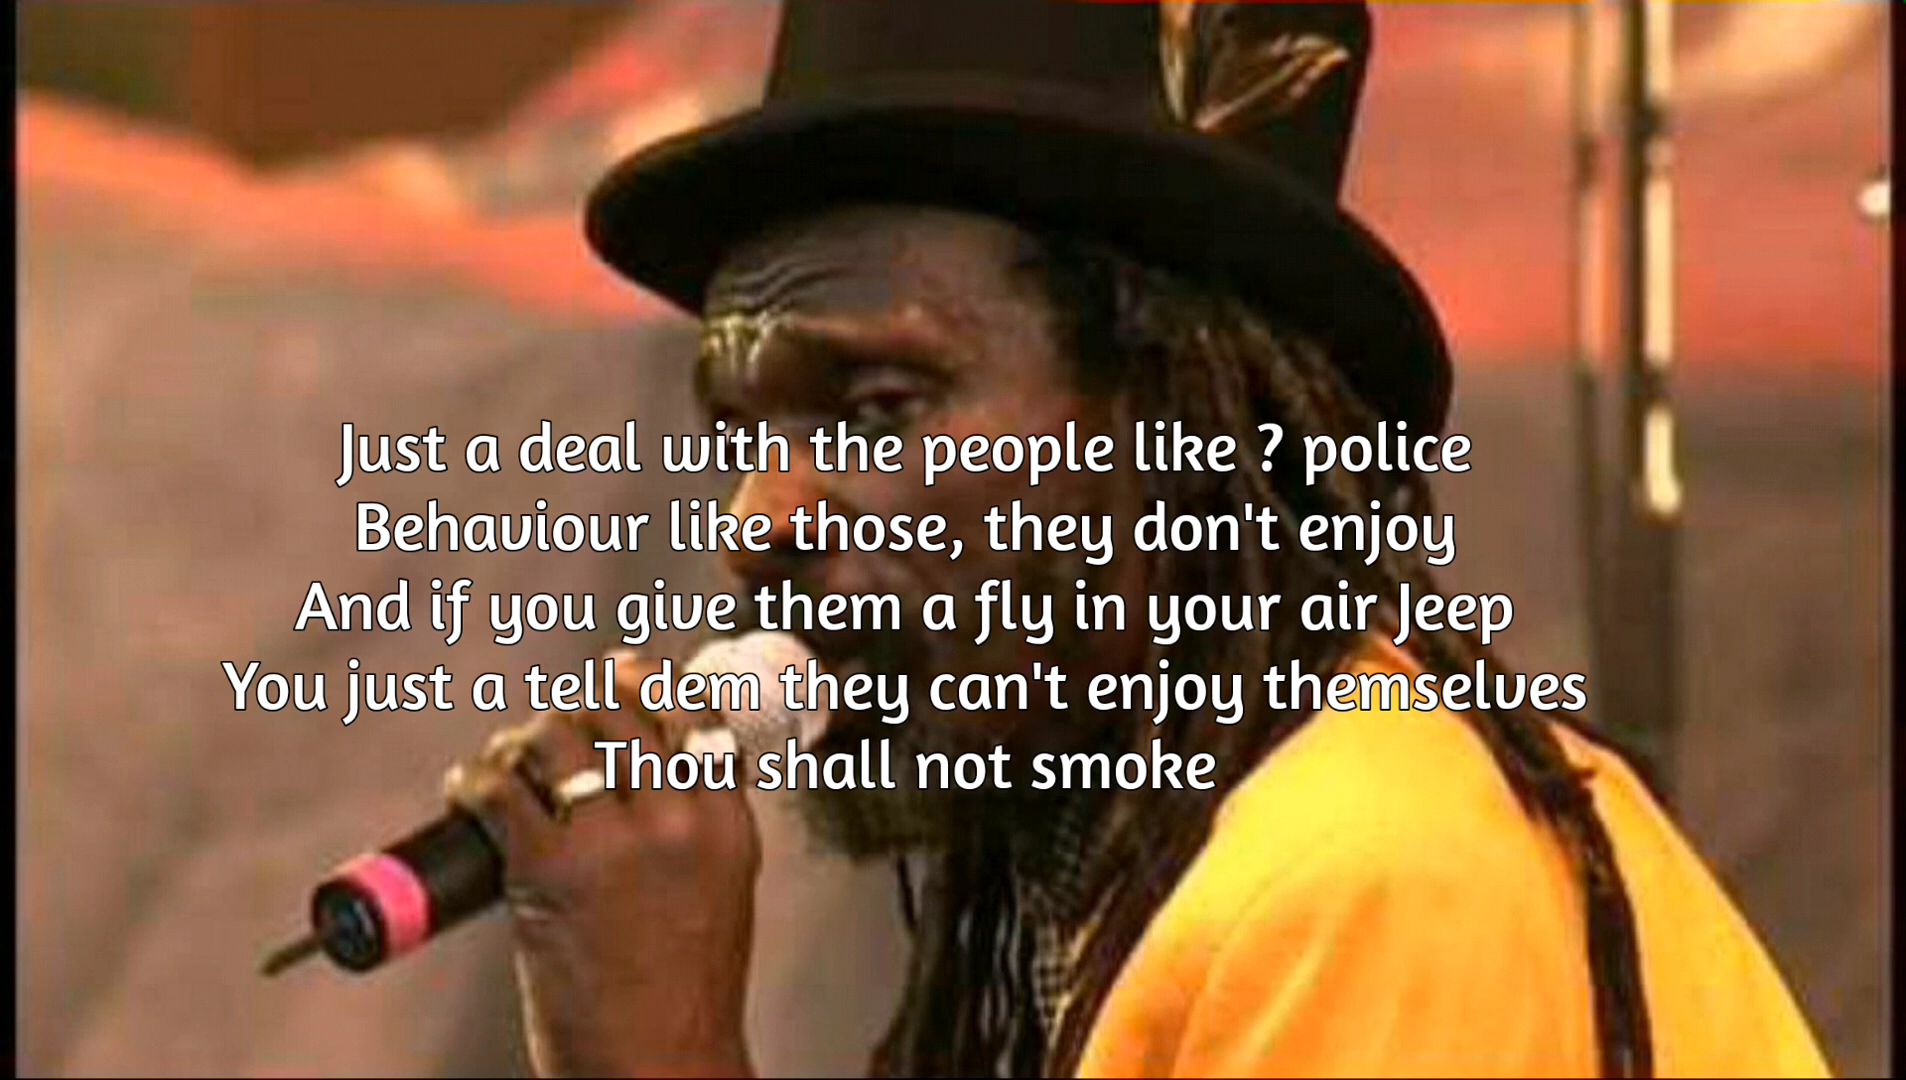 Just a deal with the people like ? police
Behaviour like those, they don't enjoy
And if you give them a fly in your air Jeep
You just a tell dem they can't enjoy themselves
Thou shall not smoke